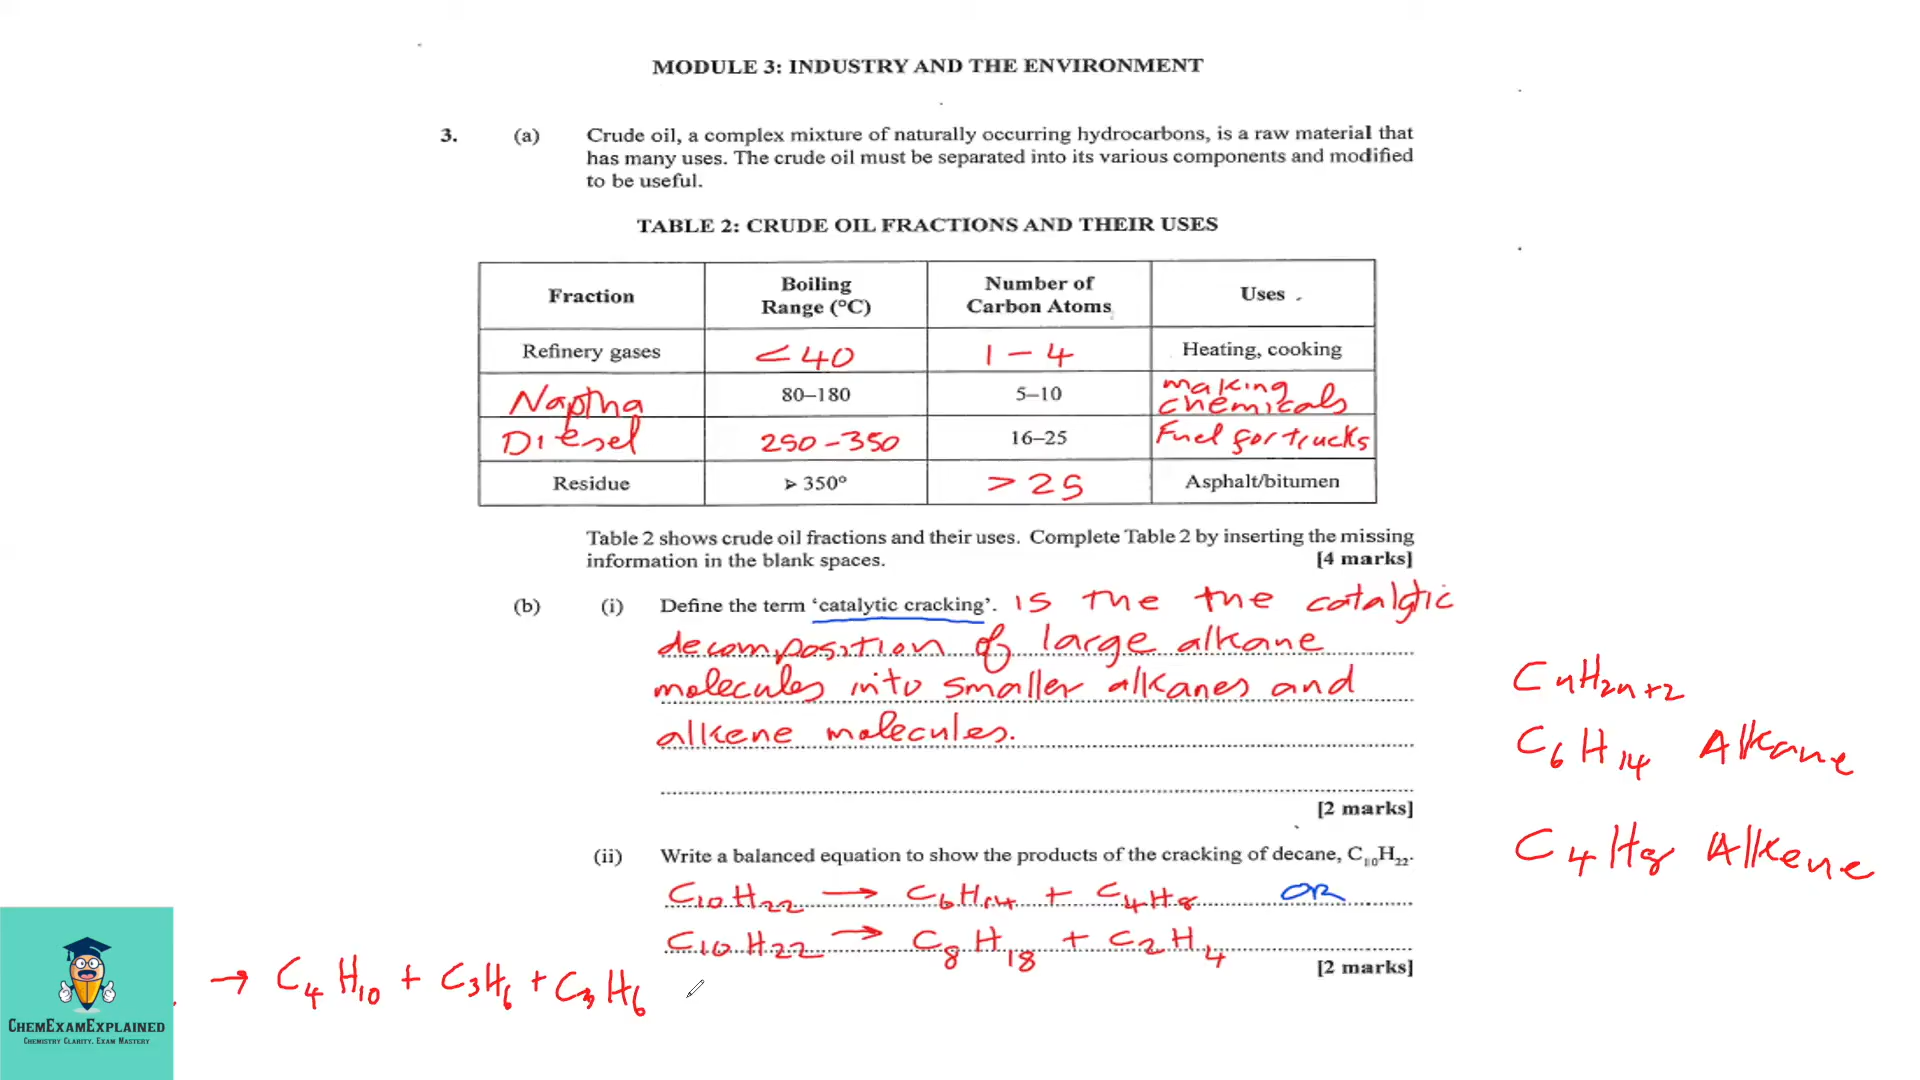 MODULE 3: INDUSTRY AND THE ENVIRONMENT
3. (a) Crude oil, a complex mixture of naturally occurring hydrocarbons, is a raw material that
has many uses. The crude oil must be separated into its various components and modified
to be useful.
TABLE 2: CRUDE OIL FRACTIONS AND THEIR USES
Fraction Boiling Range (°C) Number of Carbon Atoms Uses
Refinery gases < 40 1 – 4 Heating, cooking
Naptha 80–180 5–10 making chemicals
Diesel 250 – 350 16–25 Fuel for trucks
Residue > 350° > 25 Asphalt/bitumen
Table 2 shows crude oil fractions and their uses. Complete Table 2 by inserting the missing
information in the blank spaces. [4 marks]
(b) (i) Define the term ‘catalytic cracking’. is the the catalytic
decomposition of large alkane
molecules into smaller alkanes and
alkene molecules.
[2 marks]
CnH2n+2
C6H14 Alkane
C4H8 Alkene
(ii) Write a balanced equation to show the products of the cracking of decane, C₁₀H₂₂.
C10H22 → C6H14 + C4H8 OR
C10H22 → C8H18 + C2H4
[2 marks]
→ C4H10 + C3H6 + C3H6
ChemExamExplained
Chemistry Clarity. Exam Mastery